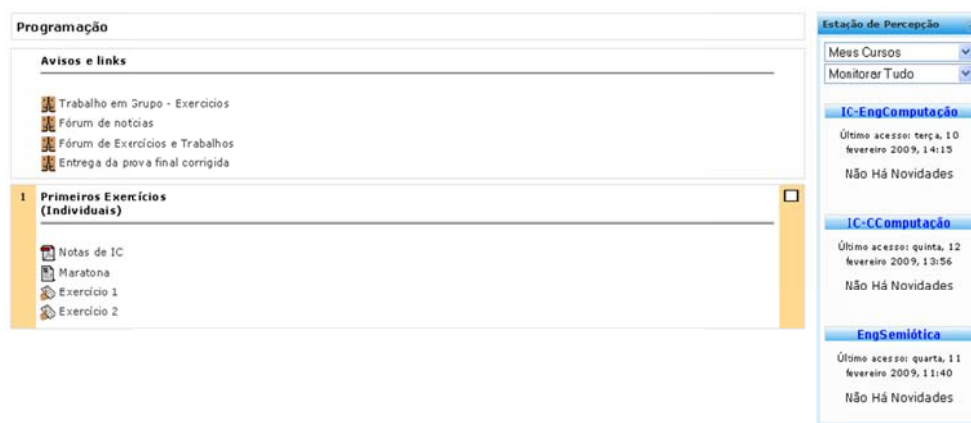 Programação
Avisos e links
Trabalho em Grupo - Exercicios
Fórum de notcias
Fórum de Exercícios e Trabalhos
Entrega da prova final corrigida
1 Primeiros Exercícios
(Individuais)
Notas de IC
Maratona
Exercício 1
Exercício 2
Estação de Percepção
Meus Cursos
Monitorar Tudo
IC-EngComputação
Último acesso: terça, 10
fevereiro 2009, 14:15
Não Há Novidades
IC-CComputação
Último acesso: quinta, 12
fevereiro 2009, 13:56
Não Há Novidades
EngSemiótica
Último acesso: quarta, 11
fevereiro 2009, 11:40
Não Há Novidades